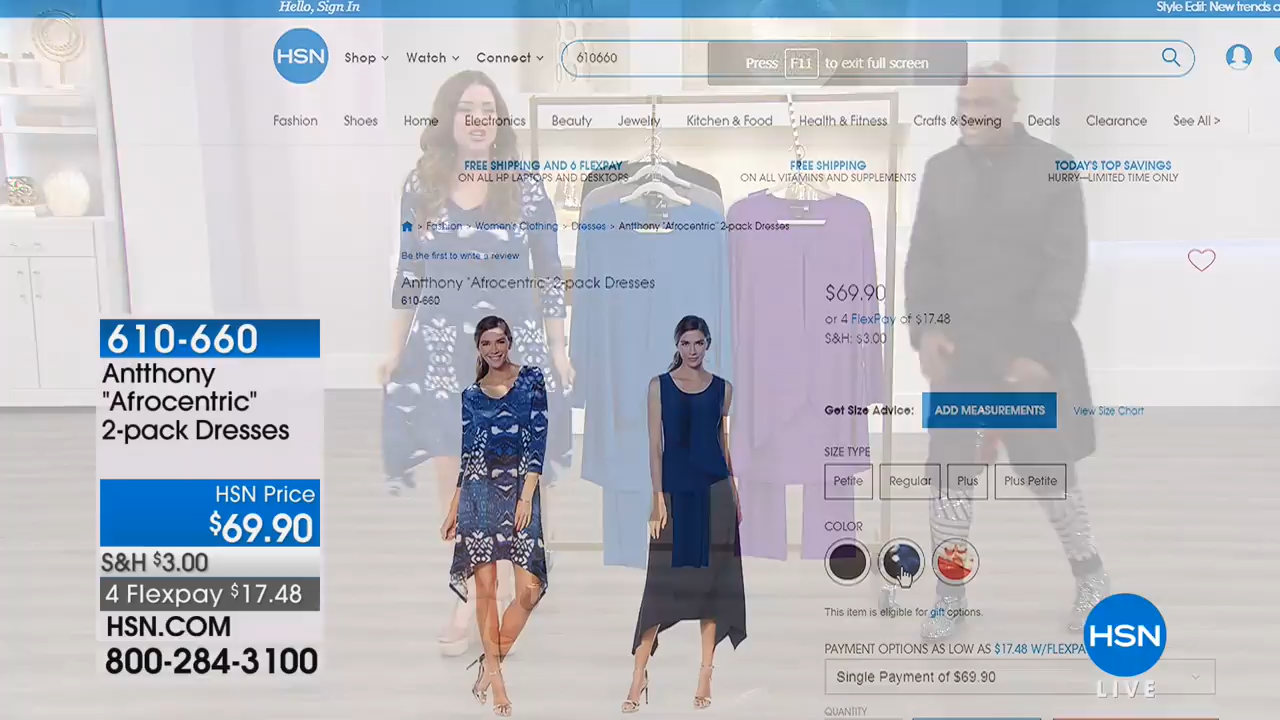 Hello, Sign In
Style Edit: New trends a
HSN
Shop
Watch
Connect
610660
Press F11 to exit full screen
Fashion
Shoes
Home
Electronics
Beauty
Jewelry
Kitchen & Food
Health & Fitness
Crafts & Sewing
Deals
Clearance
See All >
FREE SHIPPING AND 6 FLEXPAY
ON ALL HP LAPTOPS AND DESKTOPS
FREE SHIPPING
ON ALL VITAMINS AND SUPPLEMENTS
TODAY'S TOP SAVINGS
HURRY—LIMITED TIME ONLY
> Fashion > Women's Clothing > Dresses > Antthony "Afrocentric" 2-pack Dresses
Be the first to write a review
Antthony "Afrocentric" 2-pack Dresses
610-660
$69.90
or 4 FlexPay of $17.48
S&H: $3.00
Get Size Advice:
ADD MEASUREMENTS
View Size Chart
SIZE TYPE
Petite
Regular
Plus
Plus Petite
COLOR
This item is eligible for gift options.
PAYMENT OPTIONS AS LOW AS $17.48 W/FLEXPA
Single Payment of $69.90
QUANTITY
610-660
Antthony
"Afrocentric"
2-pack Dresses
HSN Price
$69.90
S&H $3.00
4 Flexpay $17.48
HSN.COM
800-284-3100
HSN
LIVE